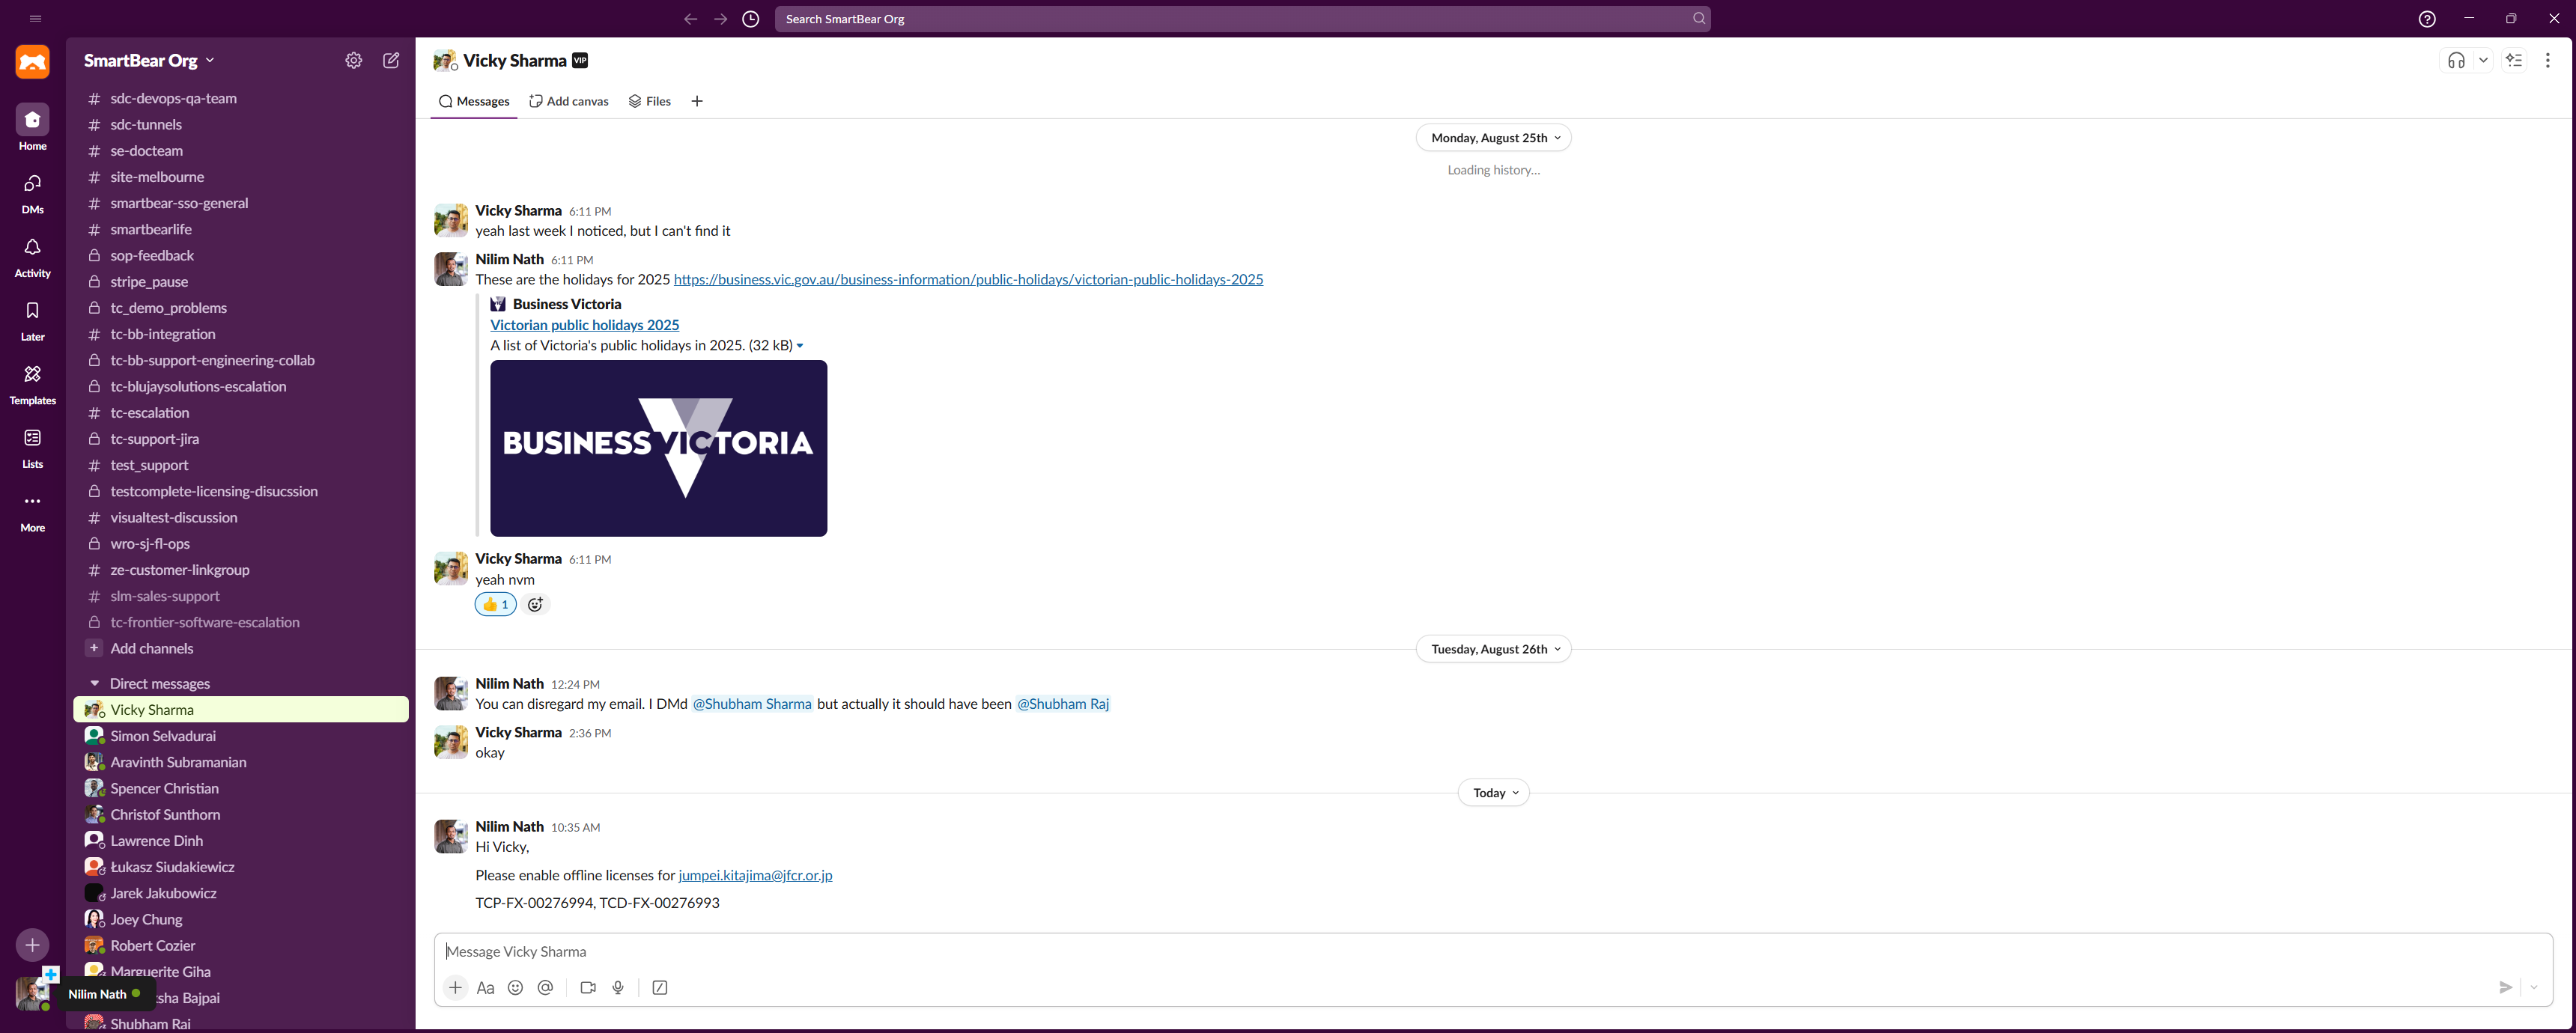 Search SmartBear Org
SmartBear Org
Home
DMs
Activity
Later
Templates
Lists
More
# sdc-devops-qa-team
# sdc-tunnels
# se-docteam
# site-melbourne
# smartbear-sso-general
# smartbearlife
sop-feedback
stripe_pause
tc_demo_problems
# tc-bb-integration
tc-bb-support-engineering-collab
tc-blujaysolutions-escalation
# tc-escalation
tc-support-jira
# test_support
testcomplete-licensing-disucssion
# visualtest-discussion
wro-sj-fl-ops
# ze-customer-linkgroup
# slm-sales-support
tc-frontier-software-escalation
+ Add channels
Direct messages
Vicky Sharma
Simon Selvadurai
Aravinth Subramanian
Spencer Christian
Christof Sunthorn
Lawrence Dinh
Łukasz Siudakiewicz
Jarek Jakubowicz
Joey Chung
Robert Cozier
Marguerite Giha
Nilim Nath
Bajpai
Shubham Raj
Vicky Sharma VIP
Messages
Add canvas
Files
Monday, August 25th
Loading history...
Vicky Sharma 6:11 PM
yeah last week I noticed, but I can't find it
Nilim Nath 6:11 PM
These are the holidays for 2025 https://business.vic.gov.au/business-information/public-holidays/victorian-public-holidays-2025
Business Victoria
Victorian public holidays 2025
A list of Victoria's public holidays in 2025. (32 kB)
BUSINESS VICTORIA
Vicky Sharma 6:11 PM
yeah nvm
👍 1
Tuesday, August 26th
Nilim Nath 12:24 PM
You can disregard my email. I DMd @Shubham Sharma but actually it should have been @Shubham Raj
Vicky Sharma 2:36 PM
okay
Today
Nilim Nath 10:35 AM
Hi Vicky,
Please enable offline licenses for jumpei.kitajima@jfcr.or.jp
TCP-FX-00276994, TCD-FX-00276993
Message Vicky Sharma
Aa